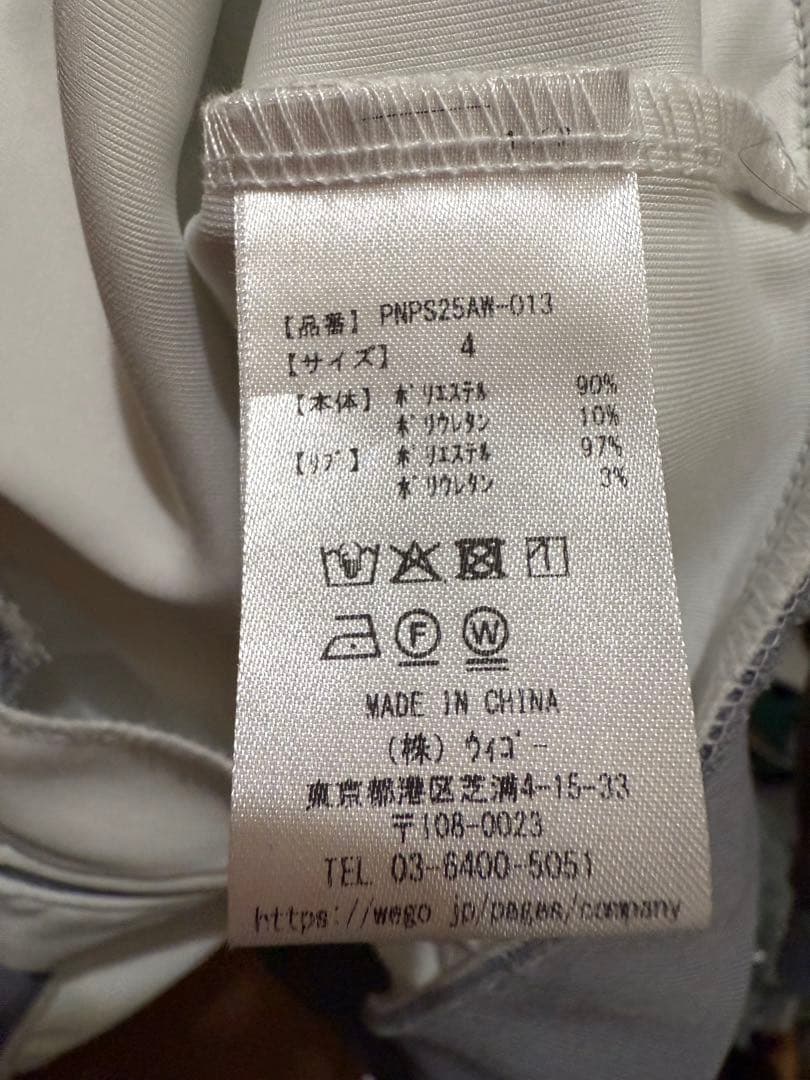 【品番】 PNPS25AW-013
【サイズ】 4
【本体】 ﾎﾟﾘｴｽﾃﾙ 90%
ﾎﾟﾘｳﾚﾀﾝ 10%
【ﾘﾌﾞ】 ﾎﾟﾘｴｽﾃﾙ 97%
ﾎﾟﾘｳﾚﾀﾝ 3%
F W
MADE IN CHINA
(株) ｳｨｺﾞｰ
東京都港区芝浦4-15-33
〒108-0023
TEL 03-6400-5051
https://wego.jp/pages/company